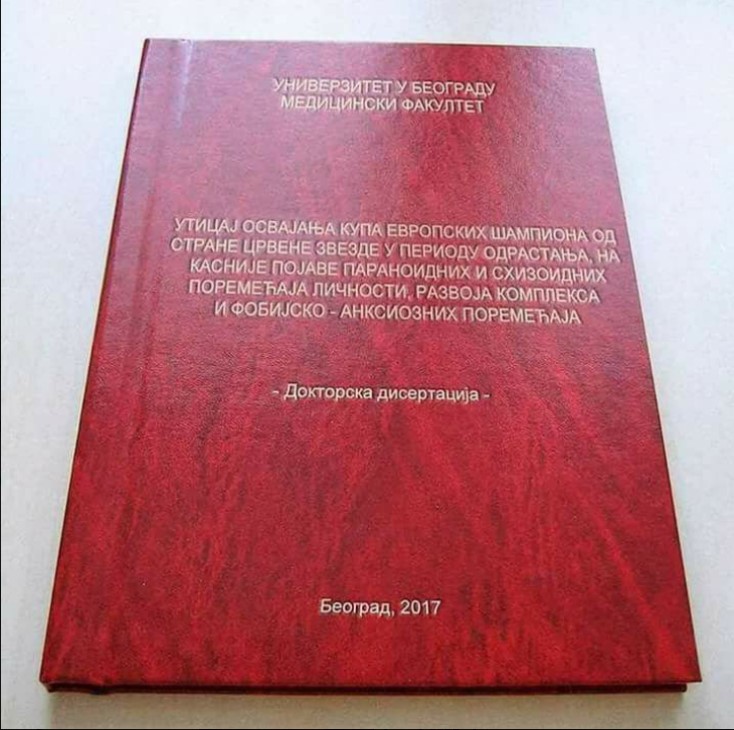 УНИВЕРЗИТЕТ У БЕОГРАДУ
МЕДИЦИНСКИ ФАКУЛТЕТ
УТИЦАЈ ОСВАЈАЊА КУПА ЕВРОПСКИХ ШАМПИОНА ОД
СТРАНЕ ЦРВЕНЕ ЗВЕЗДЕ У ПЕРИОДУ ОДРАСТАЊА, НА
КАСНИЈЕ ПОЈАВЕ ПАРАНОИДНИХ И СХИЗОИДНИХ
ПОРЕМЕЋАЈА ЛИЧНОСТИ, РАЗВОЈА КОМПЛЕКСА
И ФОБИЈСКО - АНКСИОЗНИХ ПОРЕМЕЋАЈА
- Докторска дисертација -
Београд, 2017